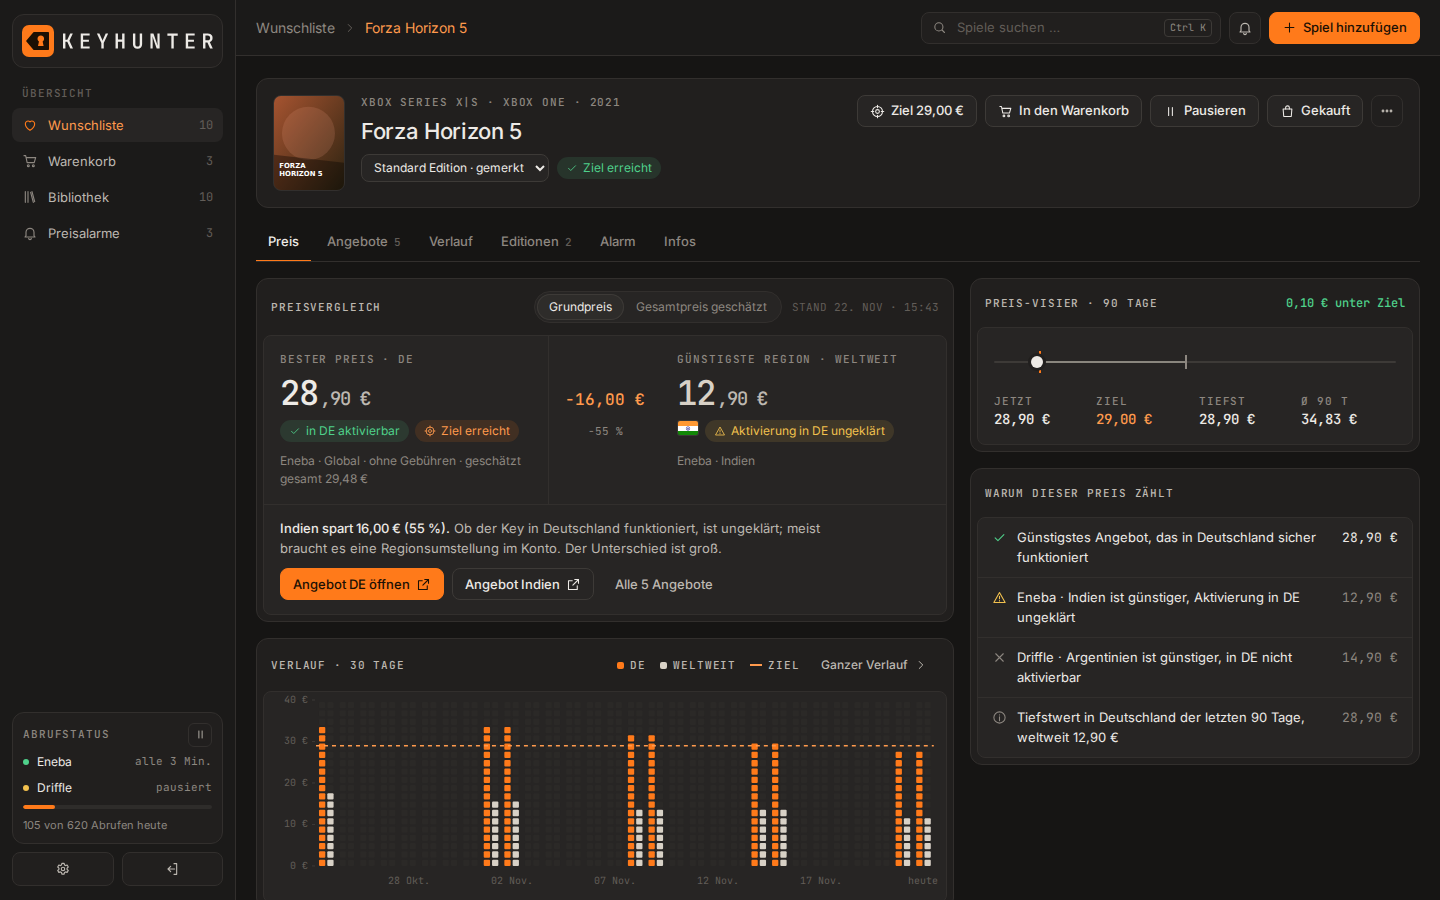 KEYHUNTER
ÜBERSICHT
Wunschliste 10
Warenkorb 3
Bibliothek 10
Preisalarme 3
ABRUFSTATUS
Eneba alle 3 Min.
Driffle pausiert
105 von 620 Abrufen heute
Wunschliste Forza Horizon 5
Spiele suchen ... Ctrl K
Spiel hinzufügen
FORZA
HORIZON 5
XBOX SERIES X|S · XBOX ONE · 2021
Forza Horizon 5
Standard Edition · gemerkt
Ziel erreicht
Ziel 29,00 €
In den Warenkorb
Pausieren
Gekauft
Preis
Angebote 5
Verlauf
Editionen 2
Alarm
Infos
PREISVERGLEICH
Grundpreis
Gesamtpreis geschätzt
STAND 22. NOV · 15:43
BESTER PREIS · DE
28,90 €
in DE aktivierbar
Ziel erreicht
Eneba · Global · ohne Gebühren · geschätzt
gesamt 29,48 €
-16,00 €
-55 %
GÜNSTIGSTE REGION · WELTWEIT
12,90 €
Aktivierung in DE ungeklärt
Eneba · Indien
Indien spart 16,00 € (55 %). Ob der Key in Deutschland funktioniert, ist ungeklärt; meist
braucht es eine Regionsumstellung im Konto. Der Unterschied ist groß.
Angebot DE öffnen
Angebot Indien
Alle 5 Angebote
VERLAUF · 30 TAGE
DE
WELTWEIT
ZIEL
Ganzer Verlauf
40 €
30 €
20 €
10 €
0 €
28 Okt.
02 Nov.
07 Nov.
12 Nov.
17 Nov.
heute
PREIS-VISIER · 90 TAGE
0,10 € unter Ziel
JETZT
28,90 €
ZIEL
29,00 €
TIEFST
28,90 €
Ø 90 T
34,83 €
WARUM DIESER PREIS ZÄHLT
Günstigstes Angebot, das in Deutschland sicher 28,90 €
funktioniert
Eneba · Indien ist günstiger, Aktivierung in DE 12,90 €
ungeklärt
Driffle · Argentinien ist günstiger, in DE nicht 14,90 €
aktivierbar
Tiefstwert in Deutschland der letzten 90 Tage, 28,90 €
weltweit 12,90 €